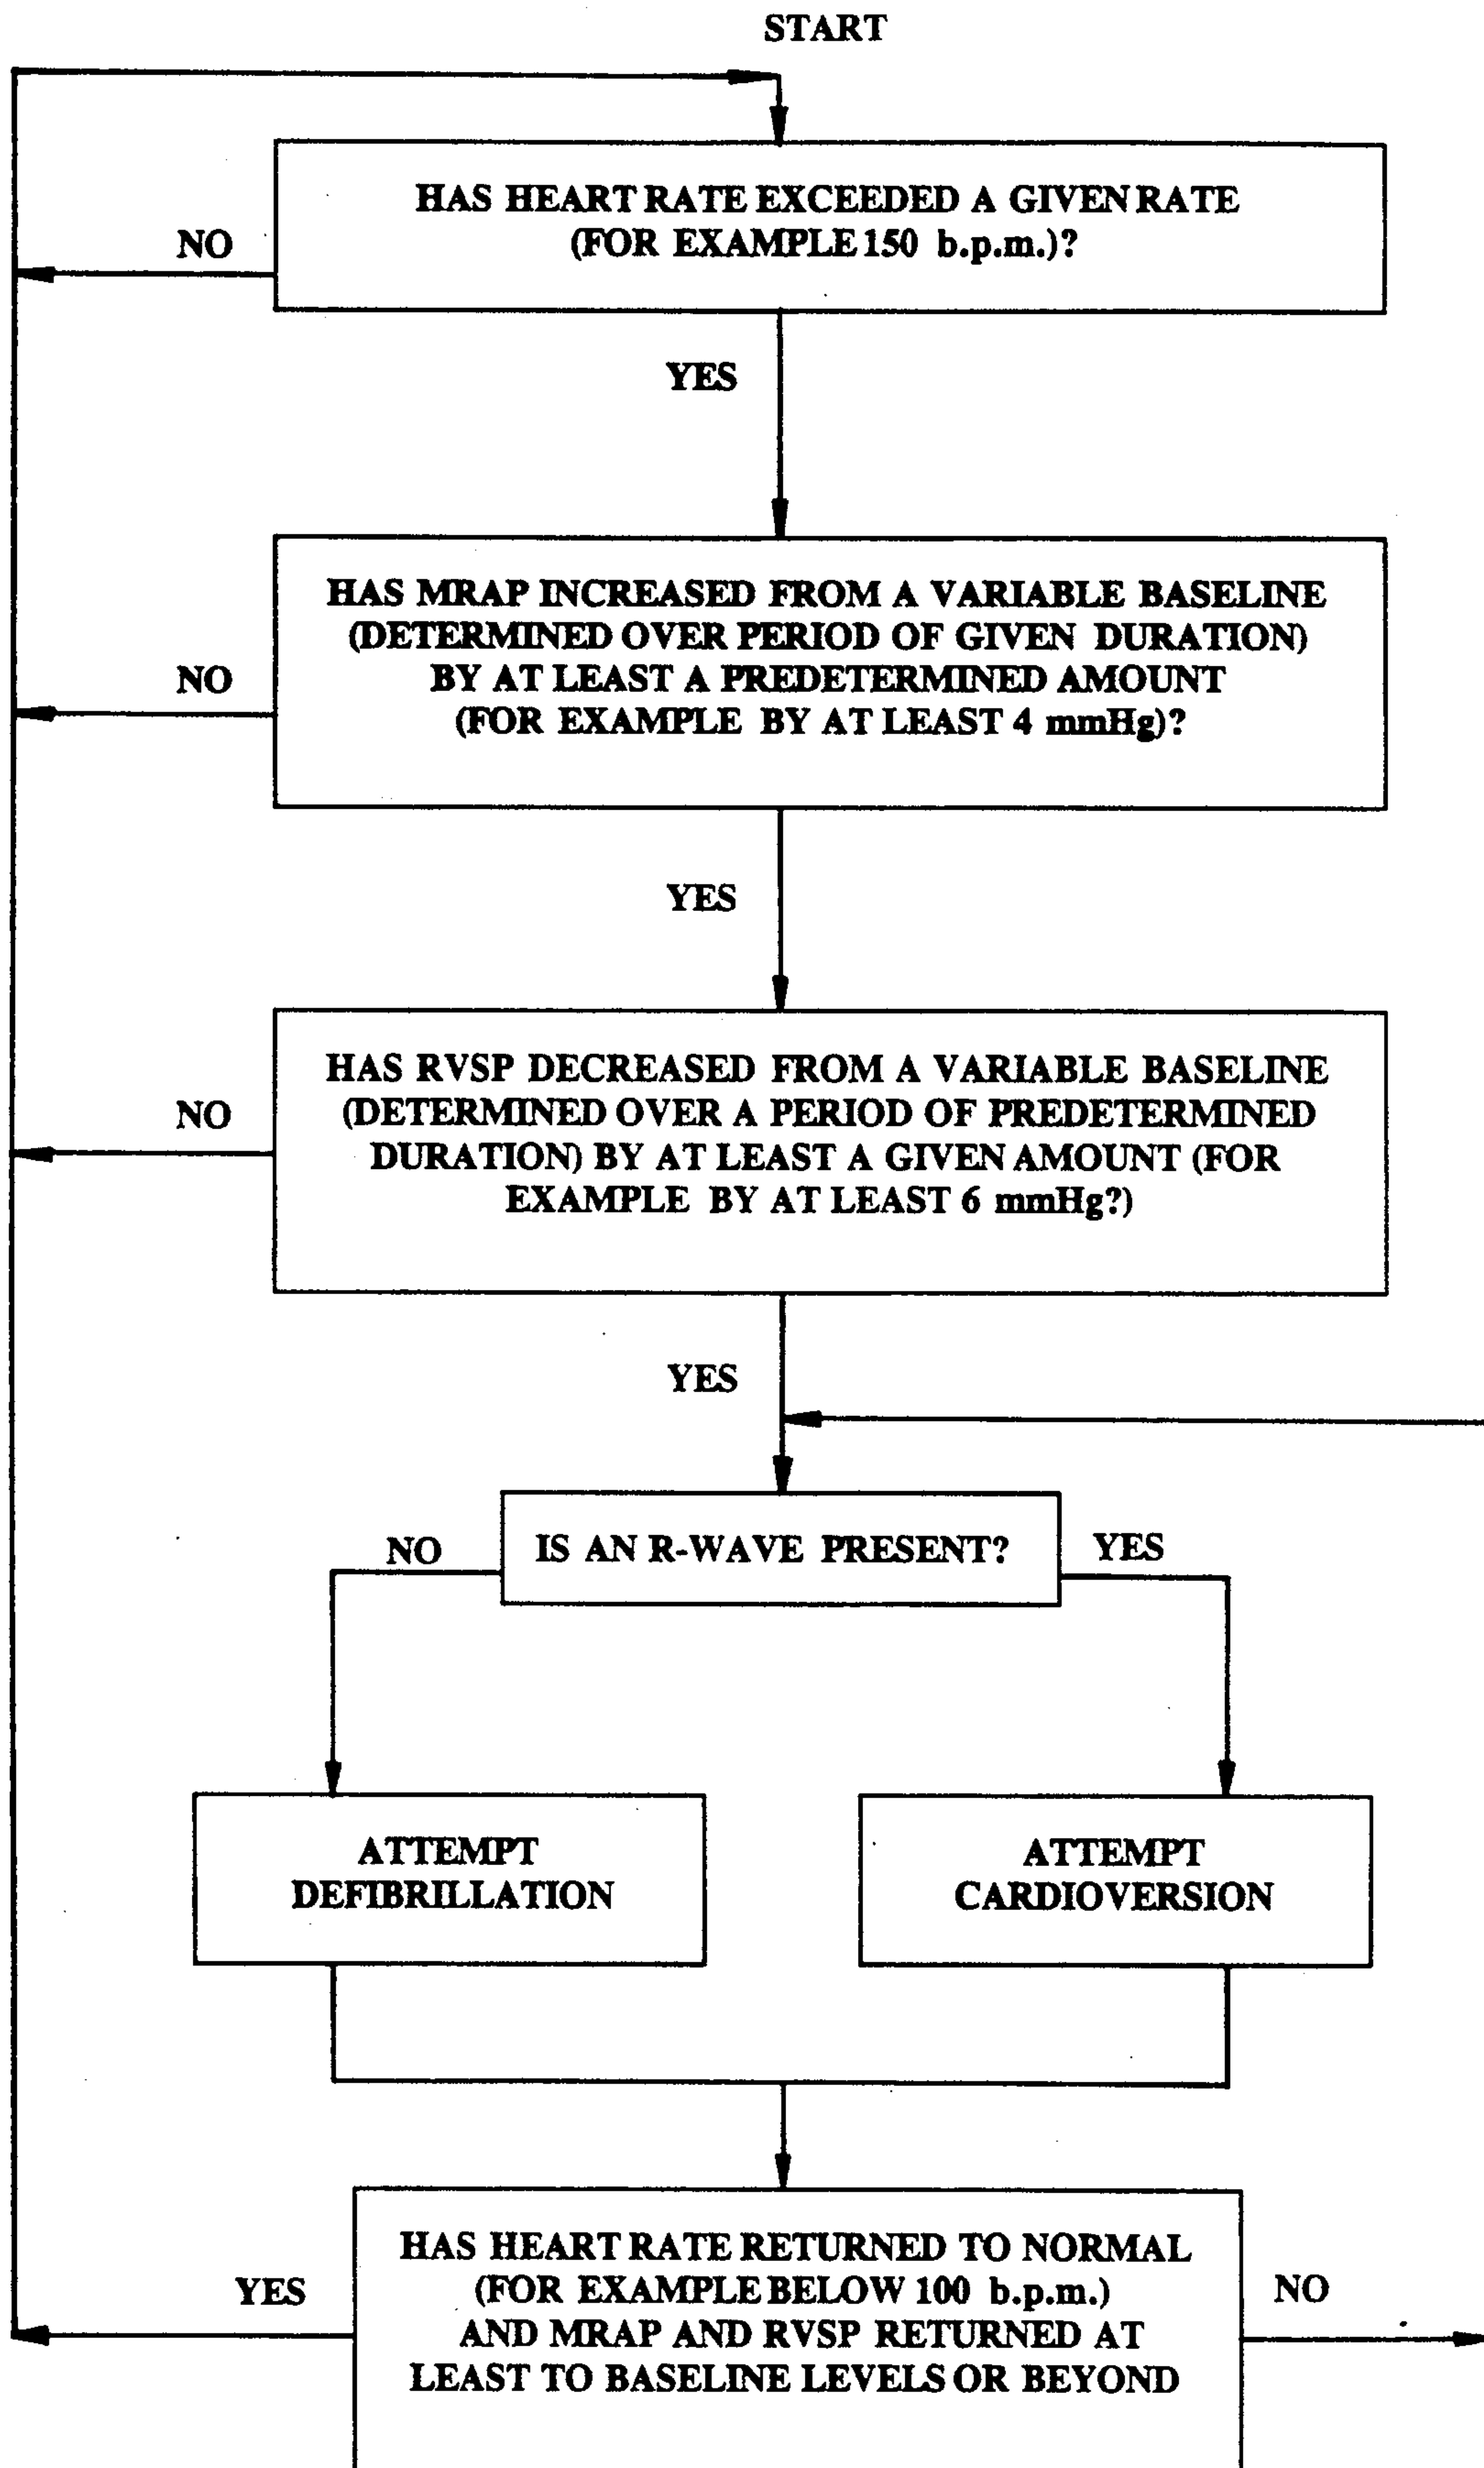 START
HAS HEART RATE EXCEEDED A GIVEN RATE
(FOR EXAMPLE 150 b.p.m.)?
NO
YES
HAS MRAP INCREASED FROM A VARIABLE BASELINE
(DETERMINED OVER PERIOD OF GIVEN DURATION)
BY AT LEAST A PREDETERMINED AMOUNT
(FOR EXAMPLE BY AT LEAST 4 mmHg)?
NO
YES
HAS RVSP DECREASED FROM A VARIABLE BASELINE
(DETERMINED OVER A PERIOD OF PREDETERMINED
DURATION) BY AT LEAST A GIVEN AMOUNT (FOR
EXAMPLE BY AT LEAST 6 mmHg?)
NO
YES
NO
IS AN R-WAVE PRESENT?
YES
ATTEMPT
DEFIBRILLATION
ATTEMPT
CARDIOVERSION
HAS HEART RATE RETURNED TO NORMAL
(FOR EXAMPLE BELOW 100 b.p.m.)
AND MRAP AND RVSP RETURNED AT
LEAST TO BASELINE LEVELS OR BEYOND
YES
NO